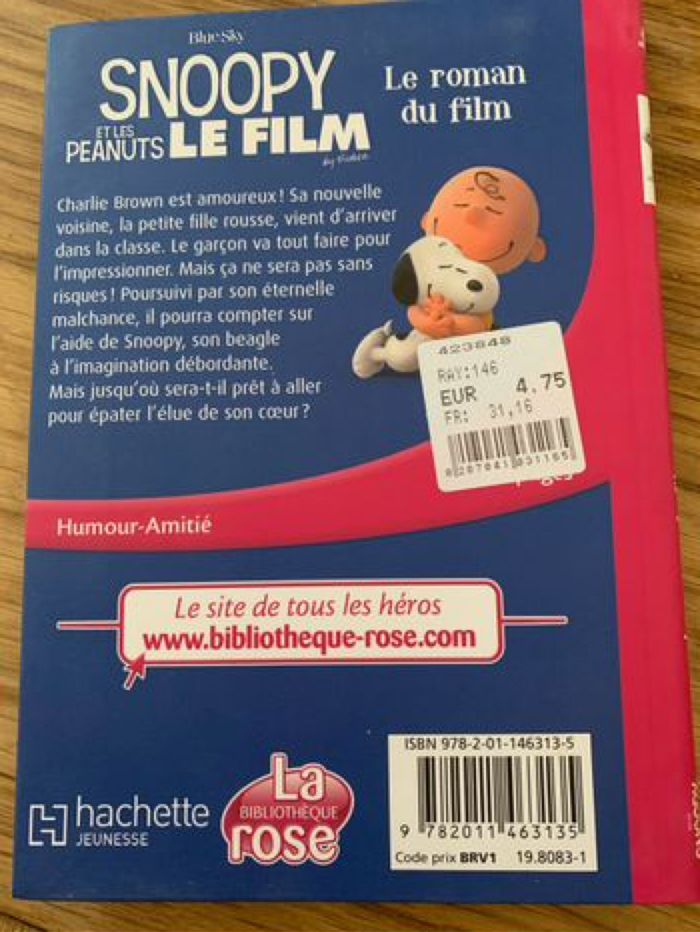 BlueSky
SNOOPY
ET LES
PEANUTS LE FILM
Le roman
du film
Charlie Brown est amoureux ! Sa nouvelle
voisine, la petite fille rousse, vient d'arriver
dans la classe. Le garçon va tout faire pour
l'impressionner. Mais ça ne sera pas sans
risques ! Poursuivi par son éternelle
malchance, il pourra compter sur
l'aide de Snoopy, son beagle
à l'imagination débordante.
Mais jusqu'où sera-t-il prêt à aller
pour épater l'élue de son cœur ?
423848
RAY:146
EUR 4.75
FR: 31,16
Humour-Amitié
Le site de tous les héros
www.bibliotheque-rose.com
ISBN 978-2-01-146313-5
9 782011 463135
Code prix BRV1 19.8083-1
hachette
JEUNESSE
La
BIBLIOTHÈQUE
rose